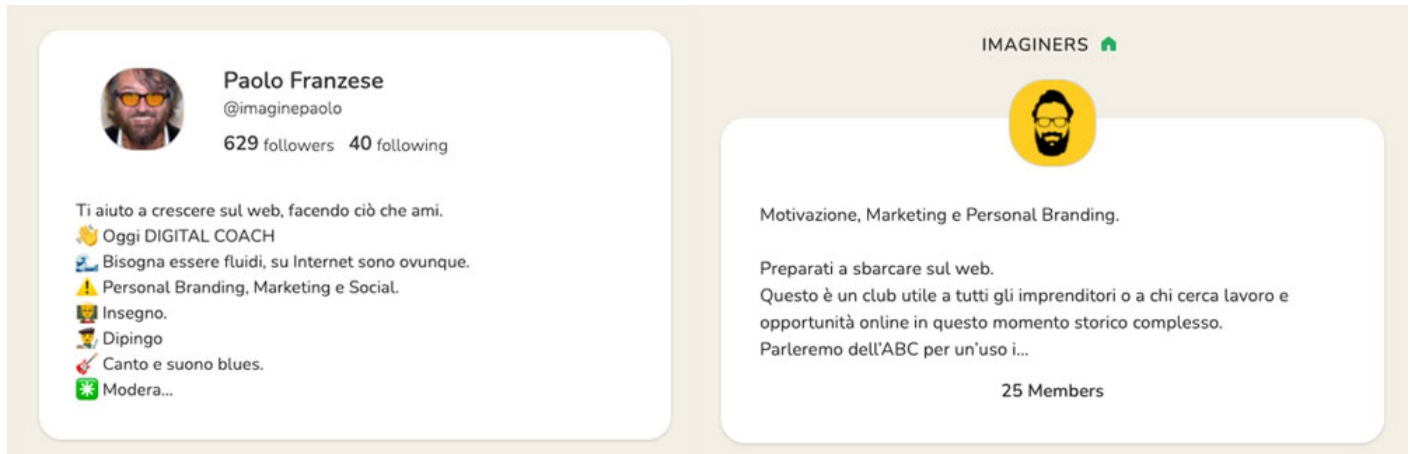 Paolo Franzese
@imaginepaolo
629 followers 40 following
Ti aiuto a crescere sul web, facendo ciò che ami.
👋 Oggi DIGITAL COACH
🌊 Bisogna essere fluidi, su Internet sono ovunque.
⚠️ Personal Branding, Marketing e Social.
👨‍🏫 Insegno.
👨‍🎨 Dipingo
🎸 Canto e suono blues.
✳️ Modera...
IMAGINERS
Motivazione, Marketing e Personal Branding.
Preparati a sbarcare sul web.
Questo è un club utile a tutti gli imprenditori o a chi cerca lavoro e
opportunità online in questo momento storico complesso.
Parleremo dell'ABC per un'uso i...
25 Members